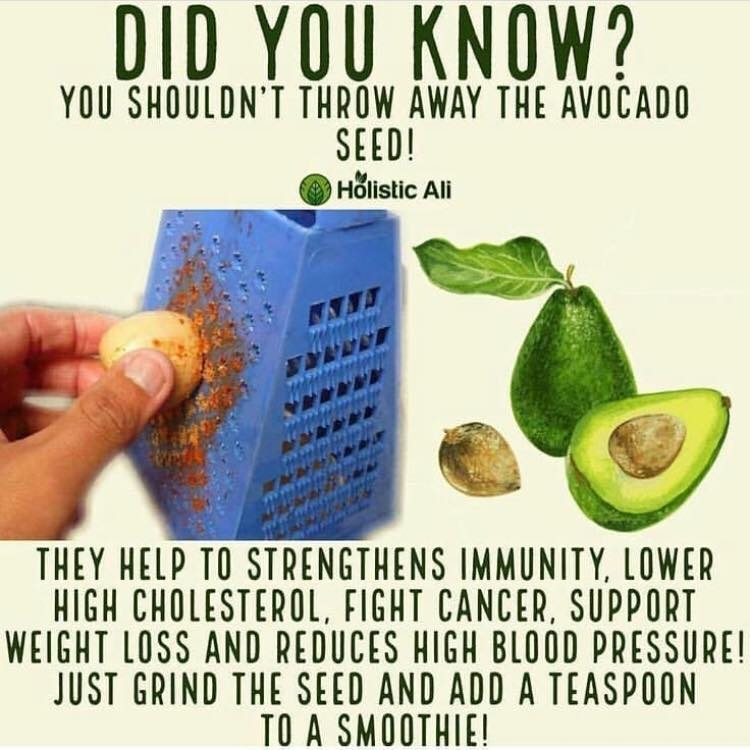 DID YOU KNOW?
YOU SHOULDN'T THROW AWAY THE AVOCADO
SEED!
Holistic Ali
THEY HELP TO STRENGTHENS IMMUNITY, LOWER
HIGH CHOLESTEROL, FIGHT CANCER, SUPPORT
WEIGHT LOSS AND REDUCES HIGH BLOOD PRESSURE!
JUST GRIND THE SEED AND ADD A TEASPOON
TO A SMOOTHIE!